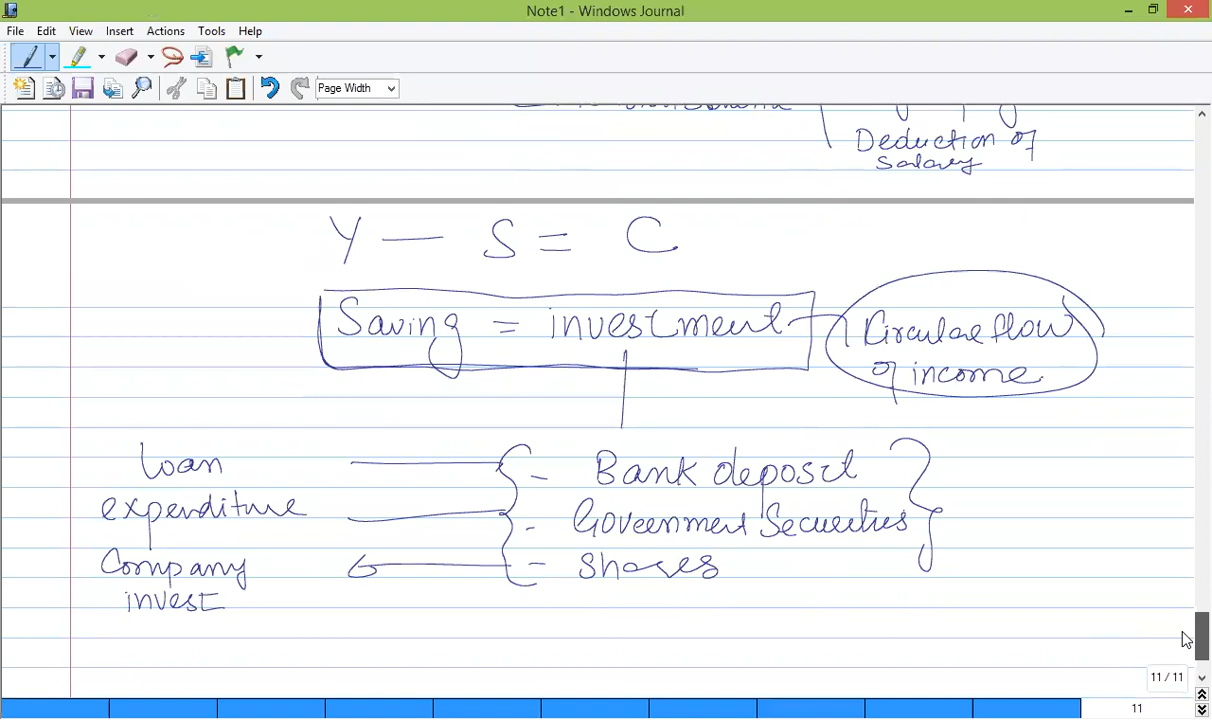 Note1 - Windows Journal
File Edit View Insert Actions Tools Help
Page Width
Deduction of
Salary
Y — S = C
Saving = investment
Circular flow
of income
loan - Bank deposit
expenditure - Government Securities
Company - Shares
invest
11 / 11
11